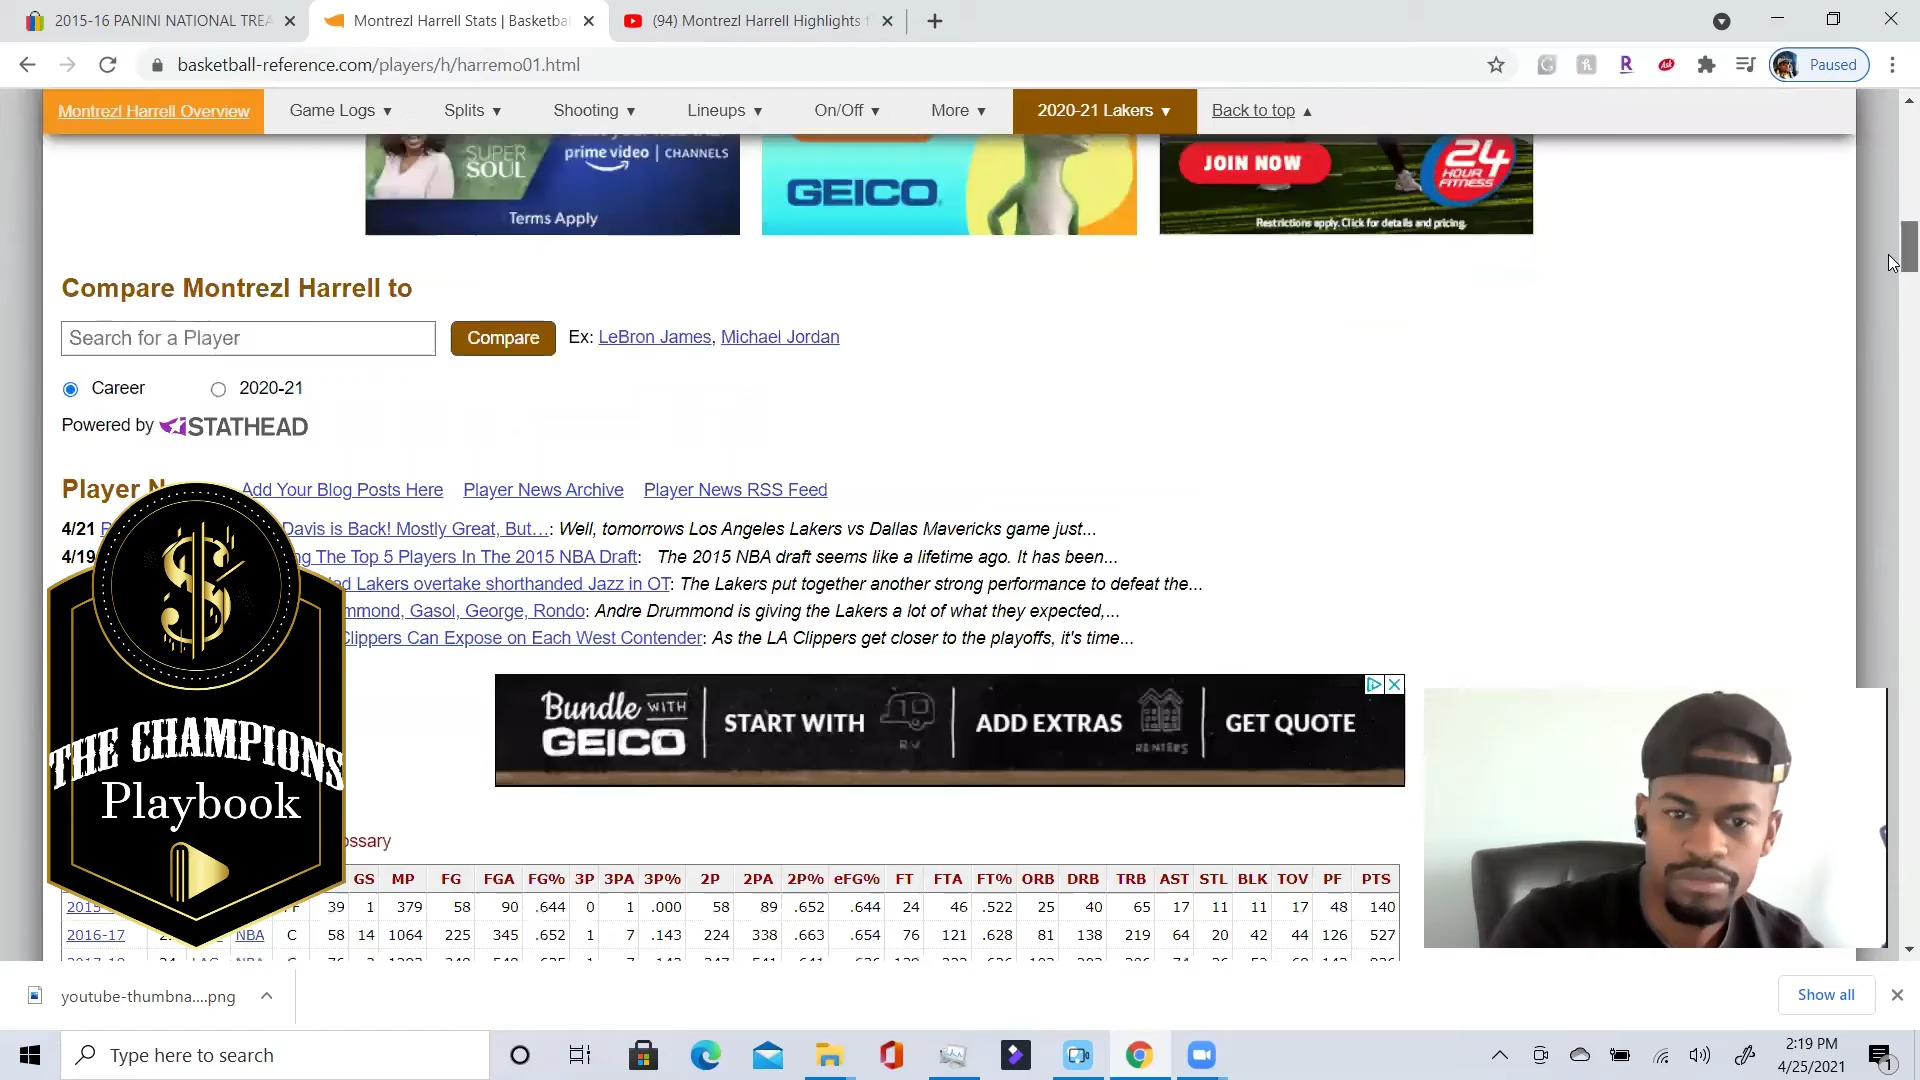 2015-16 PANINI NATIONAL TREA
Montrezl Harrell Stats | Basketba
(94) Montrezl Harrell Highlights f
basketball-reference.com/players/h/harremo01.html
Paused
Montrezl Harrell Overview
Game Logs ▼
Splits ▼
Shooting ▼
Lineups ▼
On/Off ▼
More ▼
2020-21 Lakers ▼
Back to top ▲
SUPER SOUL
prime video | CHANNELS
Terms Apply
GEICO
JOIN NOW
24 HOUR FITNESS
Restrictions apply. Click for details and pricing.
Compare Montrezl Harrell to
Search for a Player
Compare
Ex: LeBron James, Michael Jordan
Career
2020-21
Powered by STATHEAD
Player N
Add Your Blog Posts Here
Player News Archive
Player News RSS Feed
4/21 Davis is Back! Mostly Great, But…: Well, tomorrows Los Angeles Lakers vs Dallas Mavericks game just...
4/19 ng The Top 5 Players In The 2015 NBA Draft: The 2015 NBA draft seems like a lifetime ago. It has been...
ed Lakers overtake shorthanded Jazz in OT: The Lakers put together another strong performance to defeat the...
mmond, Gasol, George, Rondo: Andre Drummond is giving the Lakers a lot of what they expected,...
Clippers Can Expose on Each West Contender: As the LA Clippers get closer to the playoffs, it's time...
Bundle WITH GEICO
START WITH
RV
ADD EXTRAS
RENTERS
GET QUOTE
THE CHAMPIONS
Playbook
ossary
GS MP FG FGA FG% 3P 3PA 3P% 2P 2PA 2P% eFG% FT FTA FT% ORB DRB TRB AST STL BLK TOV PF PTS
2015- 39 1 379 58 90 .644 0 1 .000 58 89 .652 .644 24 46 .522 25 40 65 17 11 11 17 48 140
2016-17 NBA C 58 14 1064 225 345 .652 1 7 .143 224 338 .663 .654 76 121 .628 81 138 219 64 20 42 44 126 527
youtube-thumbna....png
Show all
Type here to search
2:19 PM
4/25/2021
1